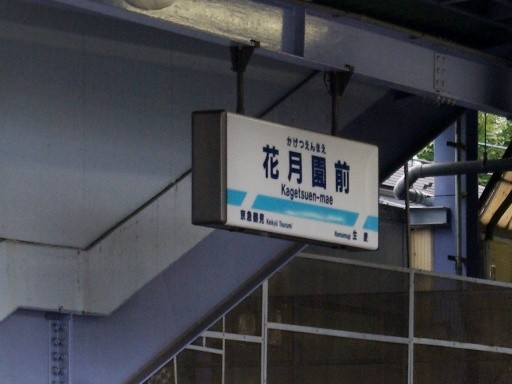 かげつえんまえ
花月園前
Kagetsuen-mae
京急鶴見 Keikyū Tsurumi
Namamugi 生麦